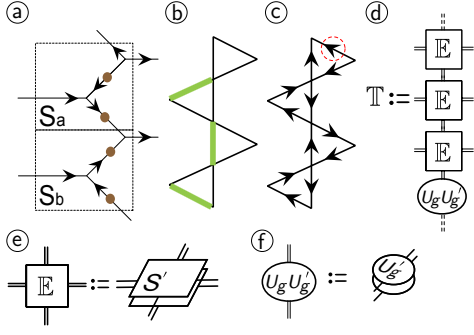 ⓐ ⓑ ⓒ ⓓ
S_a
S_b
𝔼
𝕋 := 𝔼
𝔼
U_g U_g'
ⓔ ⓕ
𝔼 := S'
U_g U_g' := U_g'